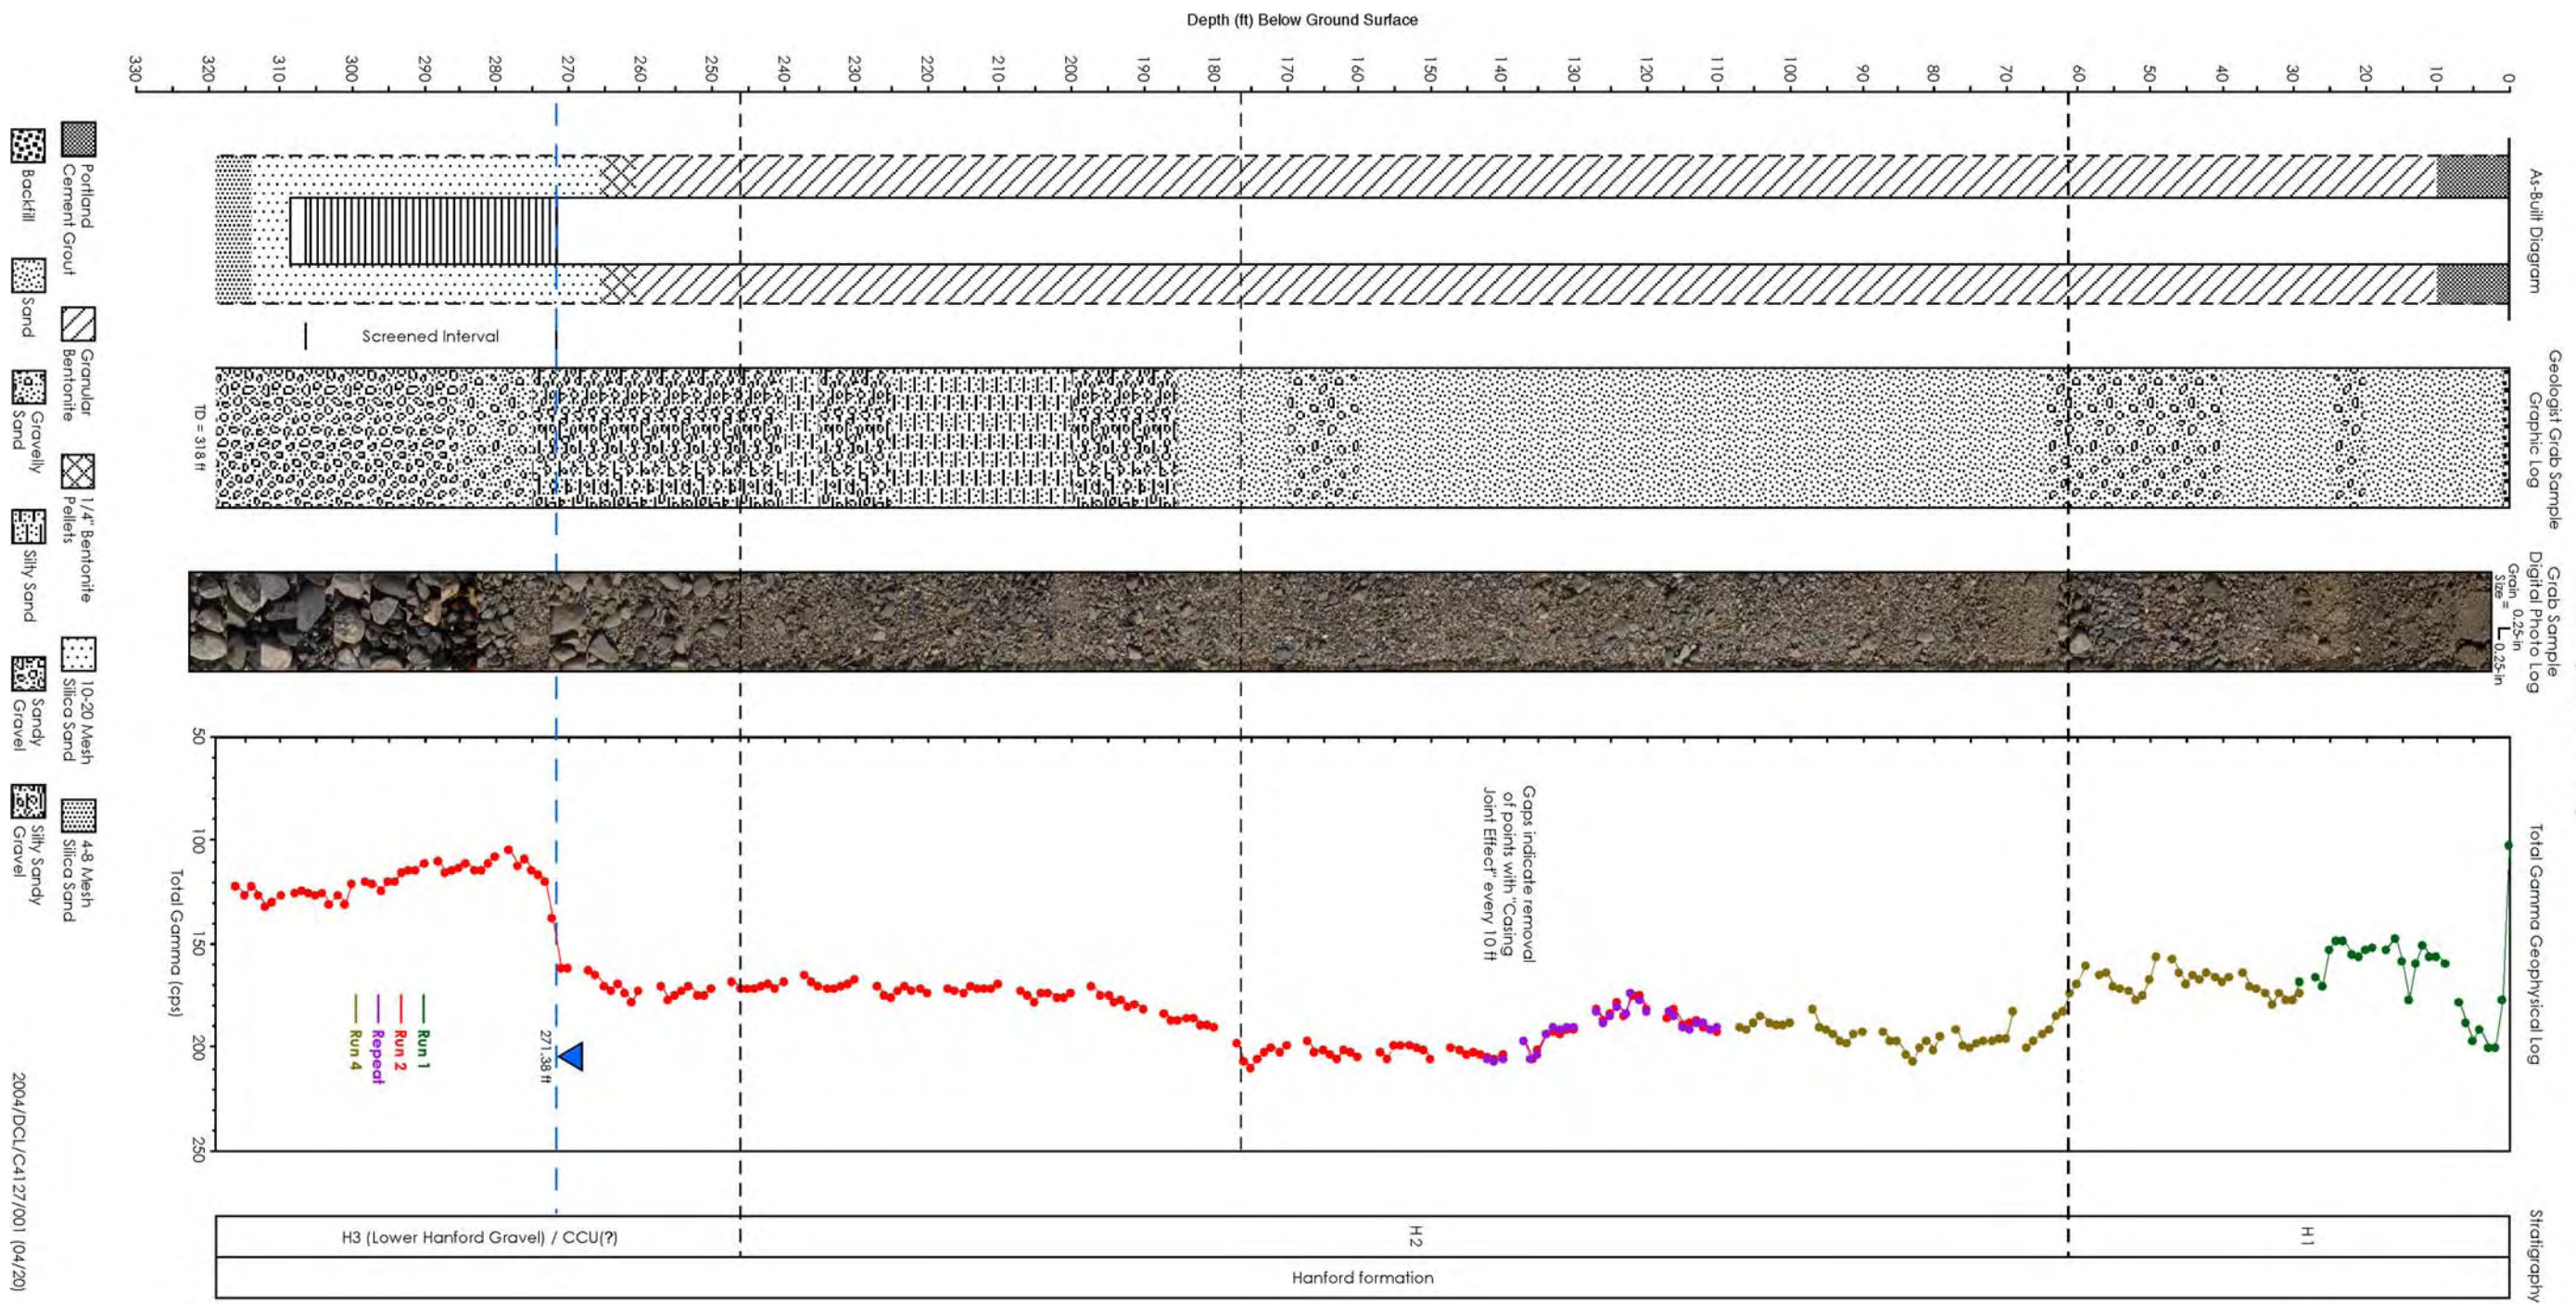 Depth (ft) Below Ground Surface
0
10
20
30
40
50
60
70
80
90
100
110
120
130
140
150
160
170
180
190
200
210
220
230
240
250
260
270
280
290
300
310
320
330
As-Built Diagram
Screened Interval
Geologist Grab Sample
Graphic Log
TD = 318 ft
Grab Sample
Digital Photo Log
Grain
Size =
0.25-in
0.25-in
Total Gamma Geophysical Log
50
100
150
200
250
Total Gamma (cps)
Gaps indicate removal
of points with "Casing
Joint Effect" every 10 ft
271.38 ft
Run 1
Run 2
Repeat
Run 4
Stratigraphy
H1
H2
H3 (Lower Hanford Gravel) / CCU(?)
Hanford formation
Portland
Cement Grout
Granular
Bentonite
1/4" Bentonite
Pellets
10-20 Mesh
Silica Sand
4-8 Mesh
Silica Sand
Backfill
Sand
Gravelly
Sand
Silty Sand
Sandy
Gravel
Silty Sandy
Gravel
2004/DCL/C4127/001 (04/20)